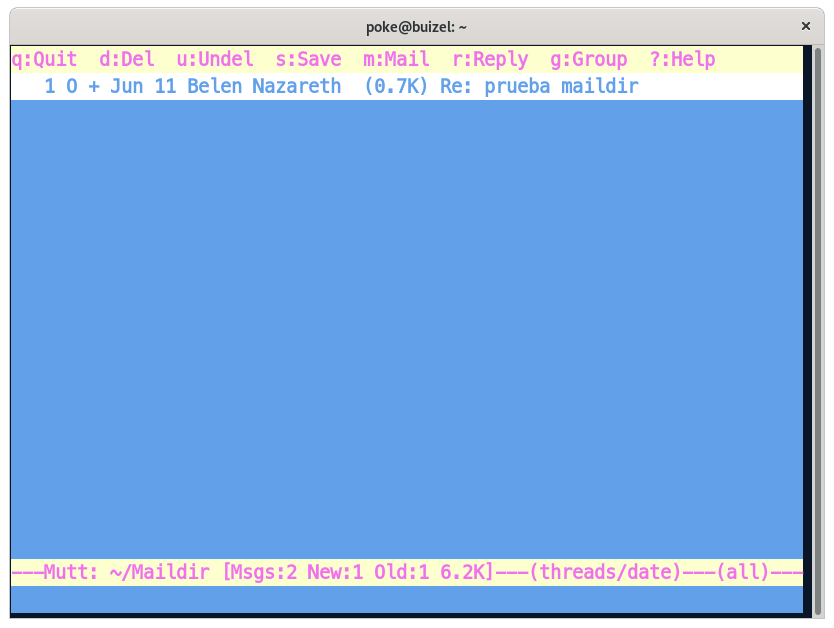 poke@buizel: ~ ×
q:Quit  d:Del  u:Undel  s:Save  m:Mail  r:Reply  g:Group  ?:Help
   1 O + Jun 11 Belen Nazareth  (0.7K) Re: prueba maildir
---Mutt: ~/Maildir [Msgs:2 New:1 Old:1 6.2K]---(threads/date)---(all)---